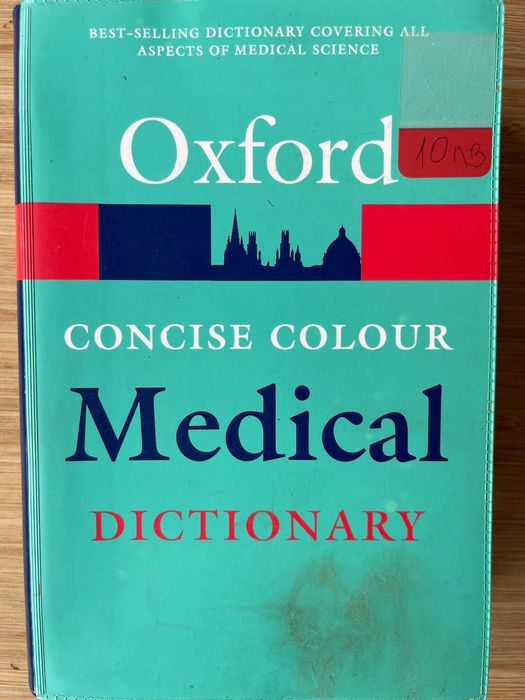 BEST-SELLING DICTIONARY COVERING ALL
ASPECTS OF MEDICAL SCIENCE
Oxford
10лв
CONCISE COLOUR
Medical
DICTIONARY